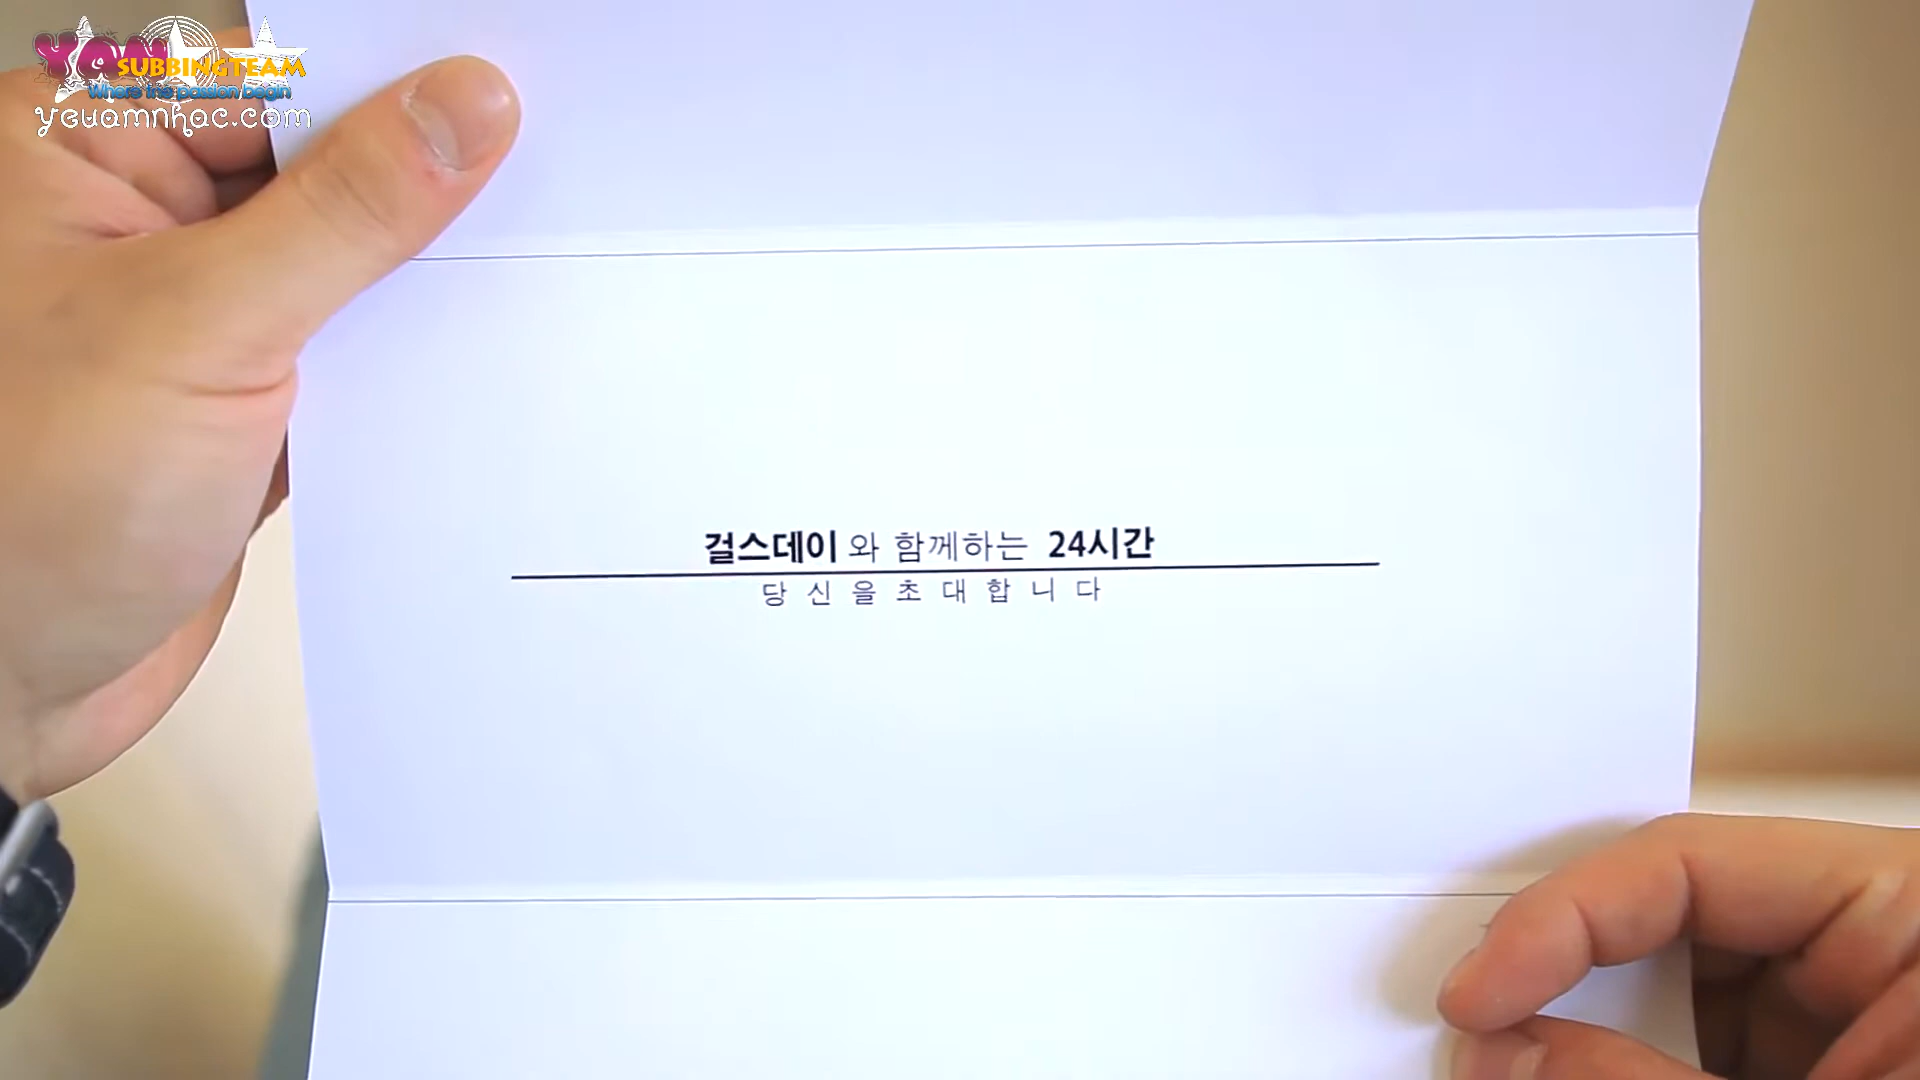 YAN
SUBBINGTEAM
Where the passion begin
yeuamnhac.com
걸스데이 와 함께하는 24시간
당 신 을 초 대 합 니 다